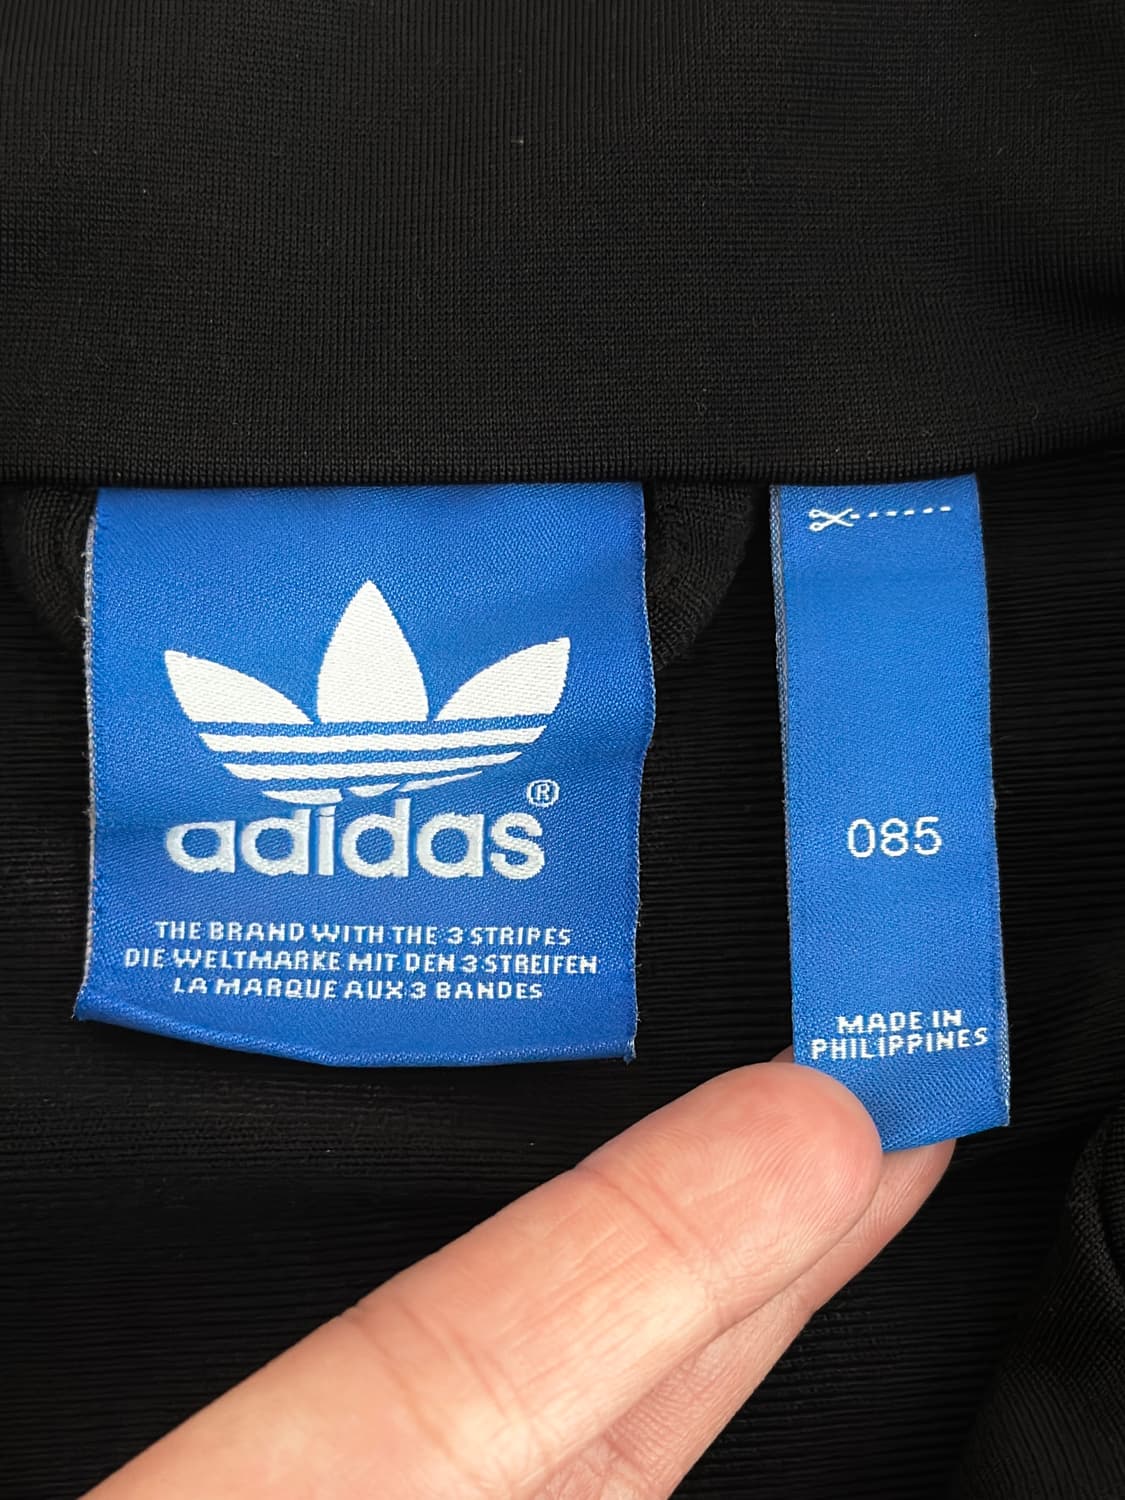 adidas®
THE BRAND WITH THE 3 STRIPES
DIE WELTMARKE MIT DEN 3 STREIFEN
LA MARQUE AUX 3 BANDES
085
MADE IN
PHILIPPINES